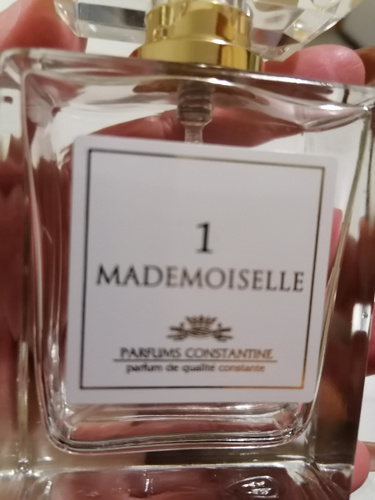 1
MADEMOISELLE
PARFUMS CONSTANTINE
parfum de qualité constante